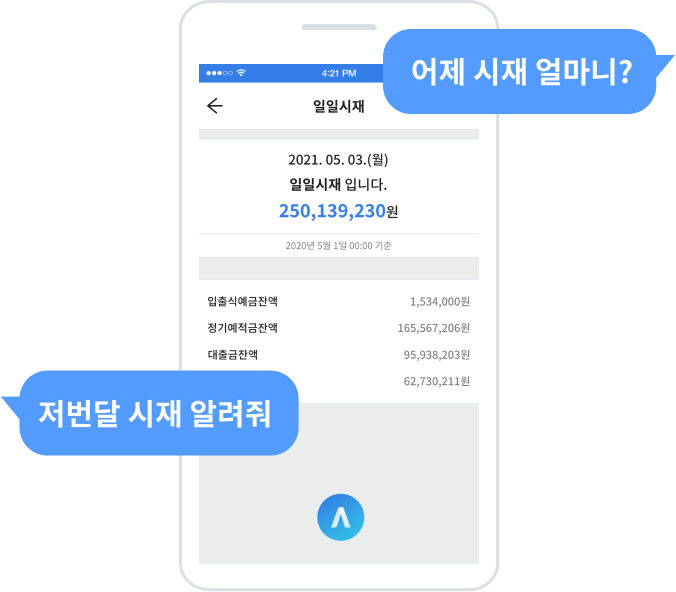 어제 시재 얼마니?
4:21 PM
일일시재
2021. 05. 03.(월)
일일시재 입니다.
250,139,230원
2020년 5월 1일 00:00 기준
입출식예금잔액 1,534,000원
정기예적금잔액 165,567,206원
대출금잔액 95,938,203원
62,730,211원
저번달 시재 알려줘